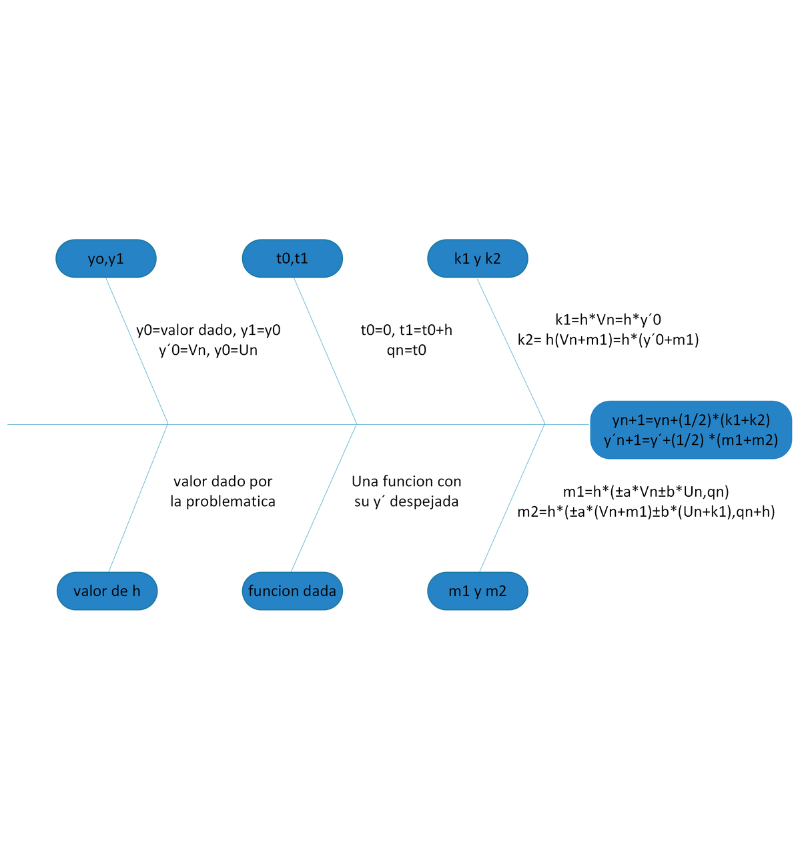 yo,y1
t0,t1
k1 y k2
y0=valor dado, y1=y0
y´0=Vn, y0=Un
t0=0, t1=t0+h
qn=t0
k1=h*Vn=h*y´0
k2= h(Vn+m1)=h*(y´0+m1)
yn+1=yn+(1/2)*(k1+k2)
y´n+1=y´+(1/2) *(m1+m2)
valor dado por
la problematica
Una funcion con
su y´ despejada
m1=h*(±a*Vn±b*Un,qn)
m2=h*(±a*(Vn+m1)±b*(Un+k1),qn+h)
valor de h
funcion dada
m1 y m2